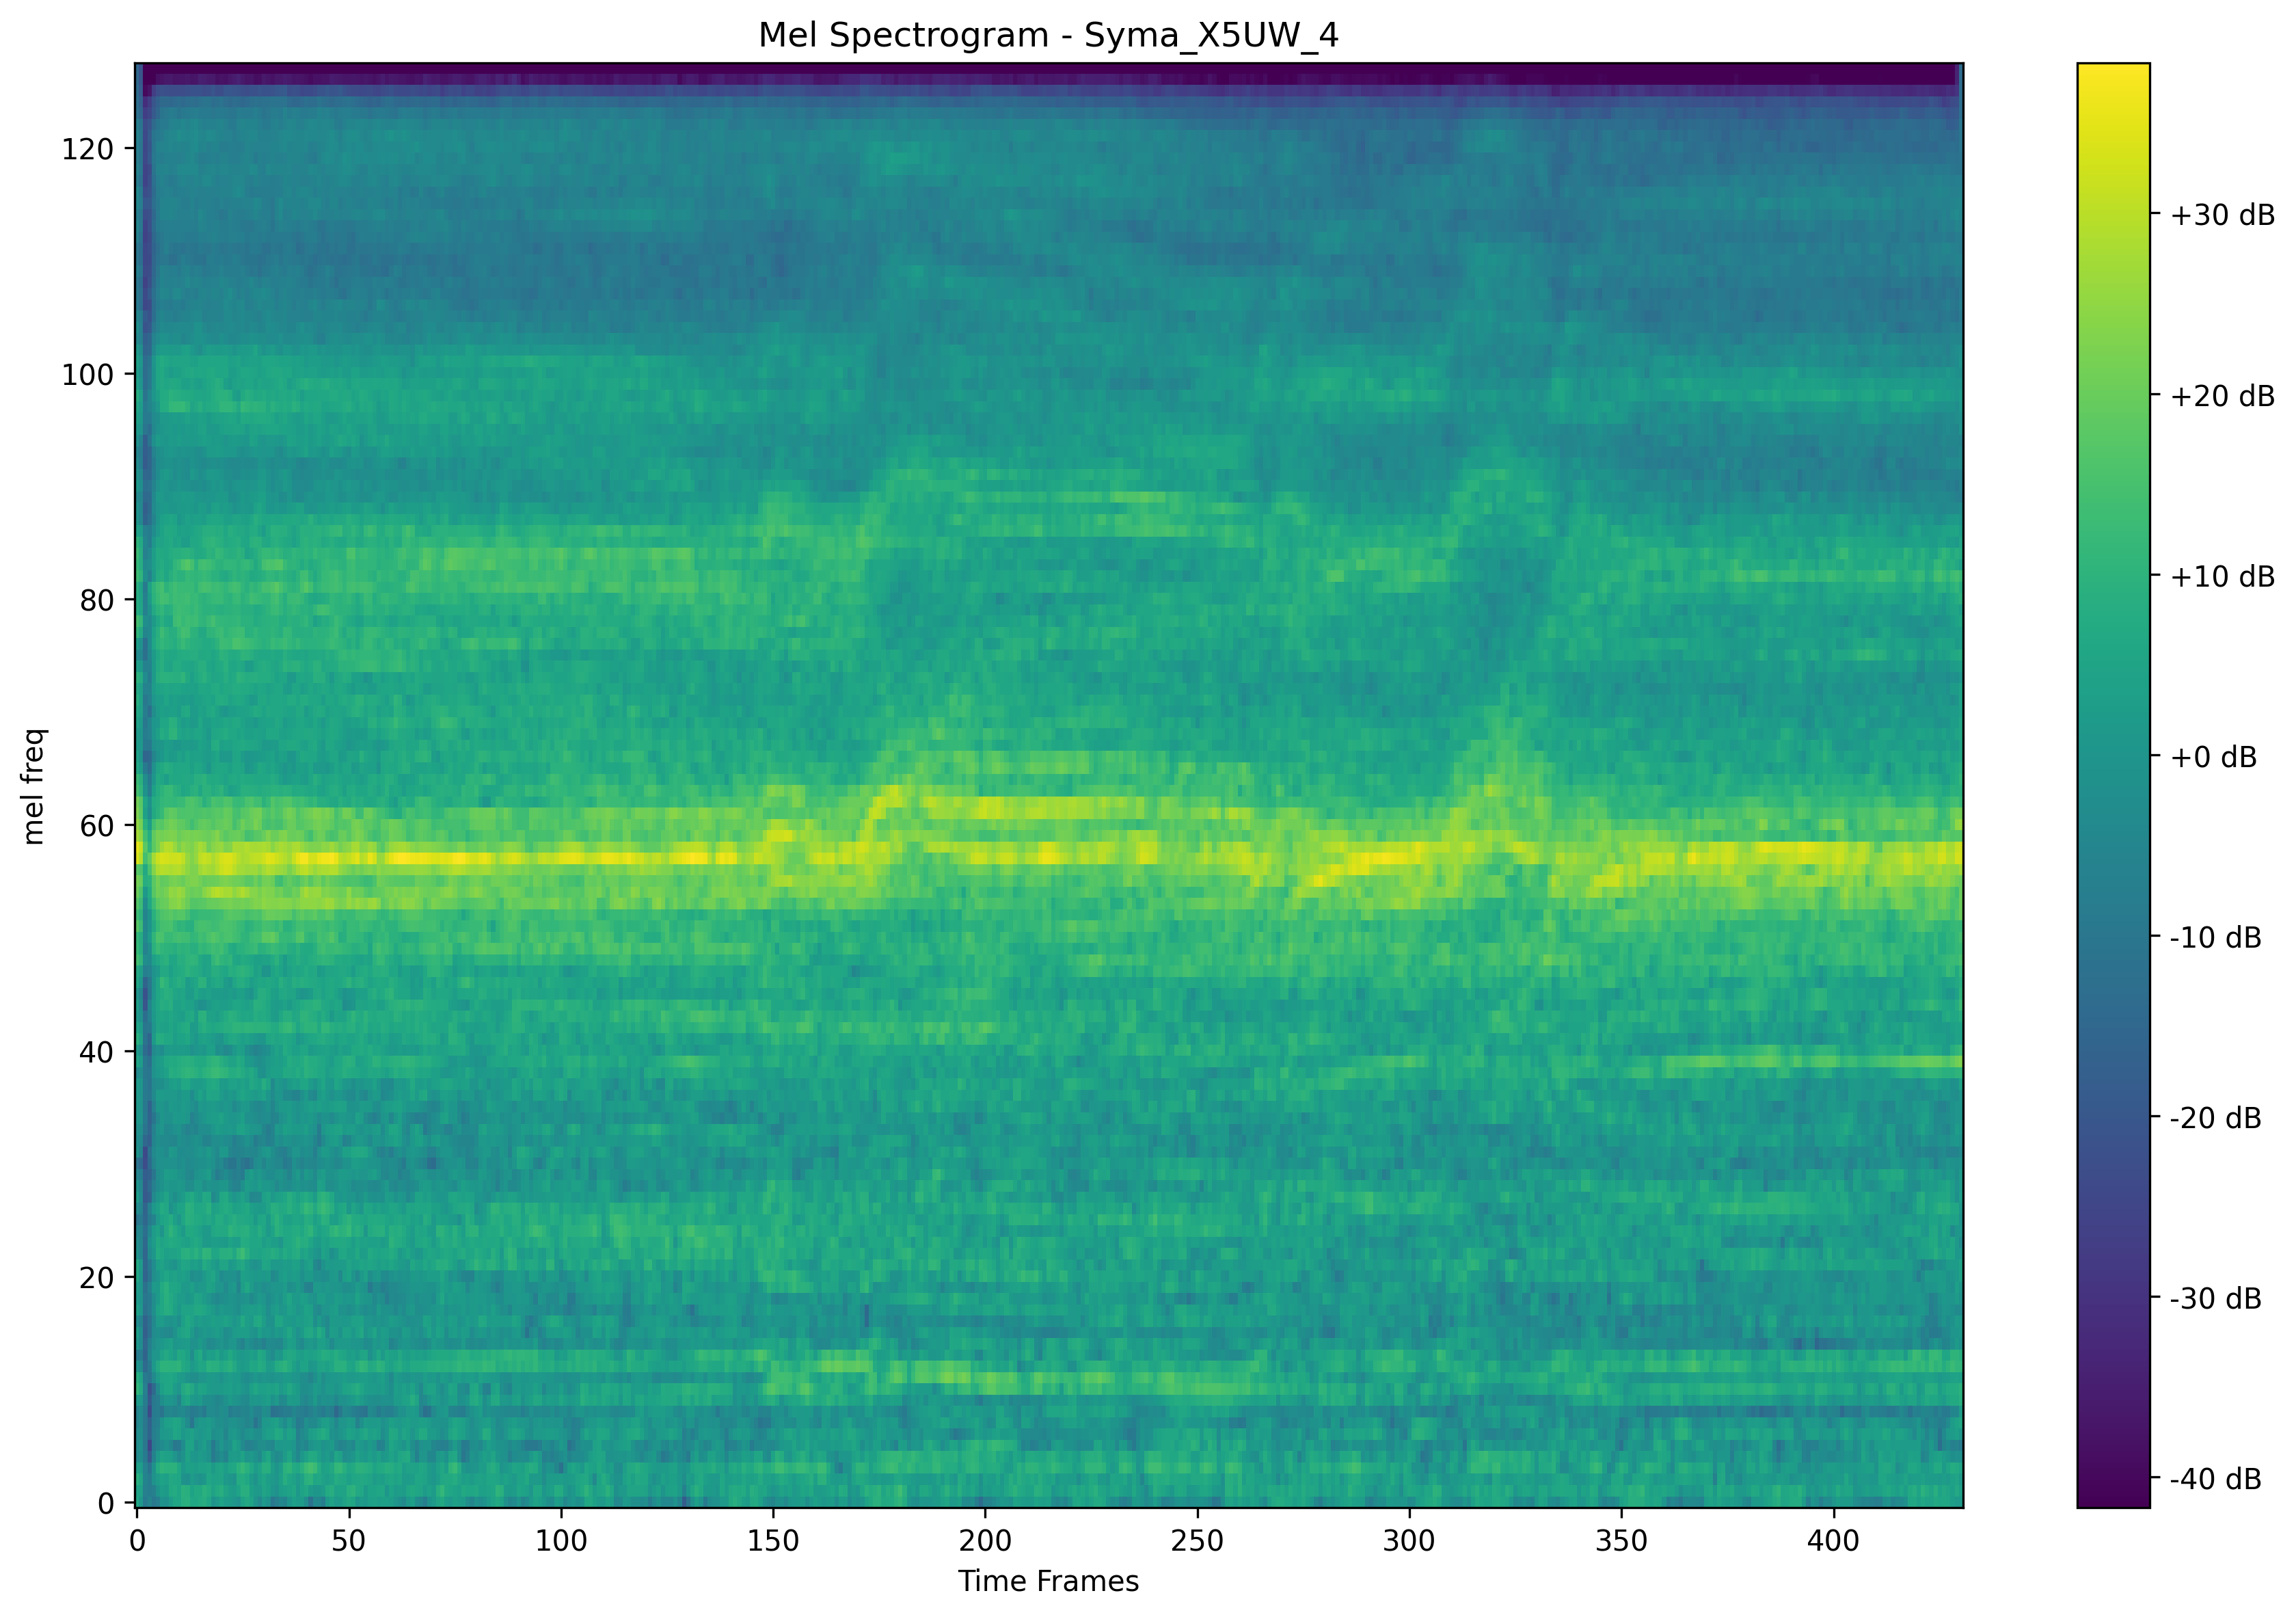 Mel Spectrogram - Syma_X5UW_4
120
100
80
60
40
20
0
mel freq
0 50 100 150 200 250 300 350 400
Time Frames
+30 dB
+20 dB
+10 dB
+0 dB
-10 dB
-20 dB
-30 dB
-40 dB